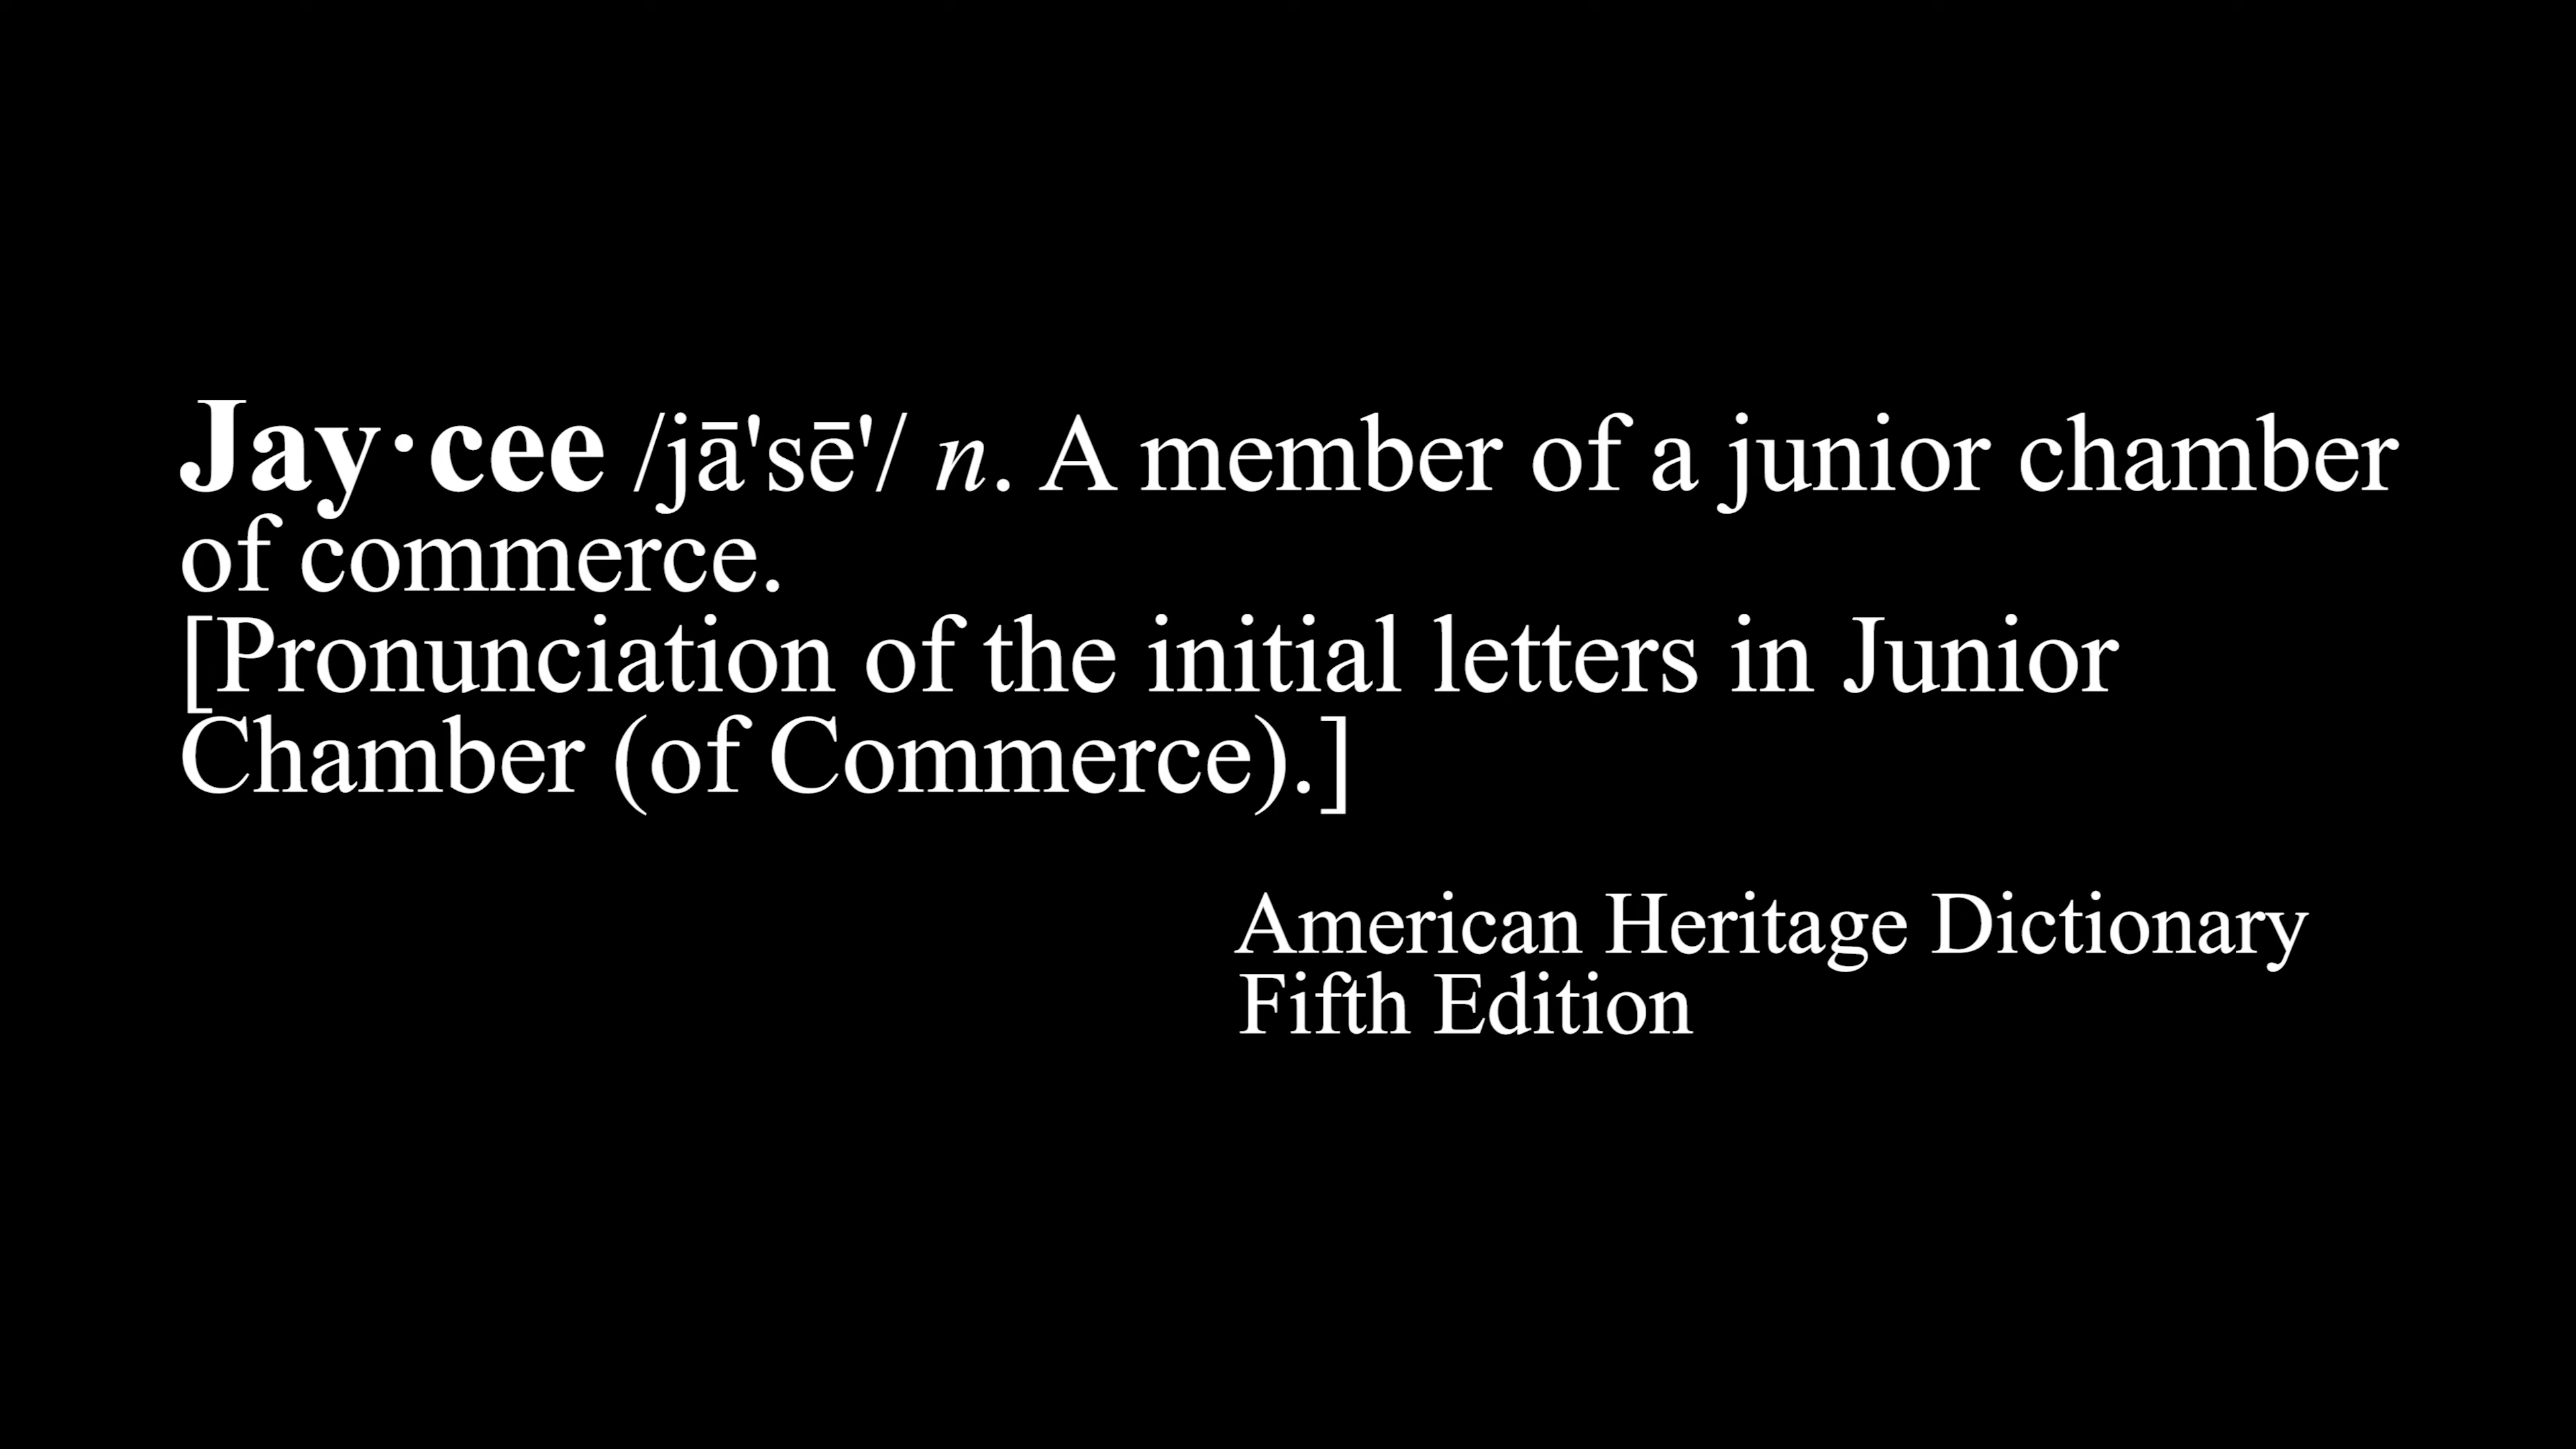 Jay·cee /jā'sē'/ n. A member of a junior chamber
of commerce.
[Pronunciation of the initial letters in Junior
Chamber (of Commerce).]
American Heritage Dictionary
Fifth Edition